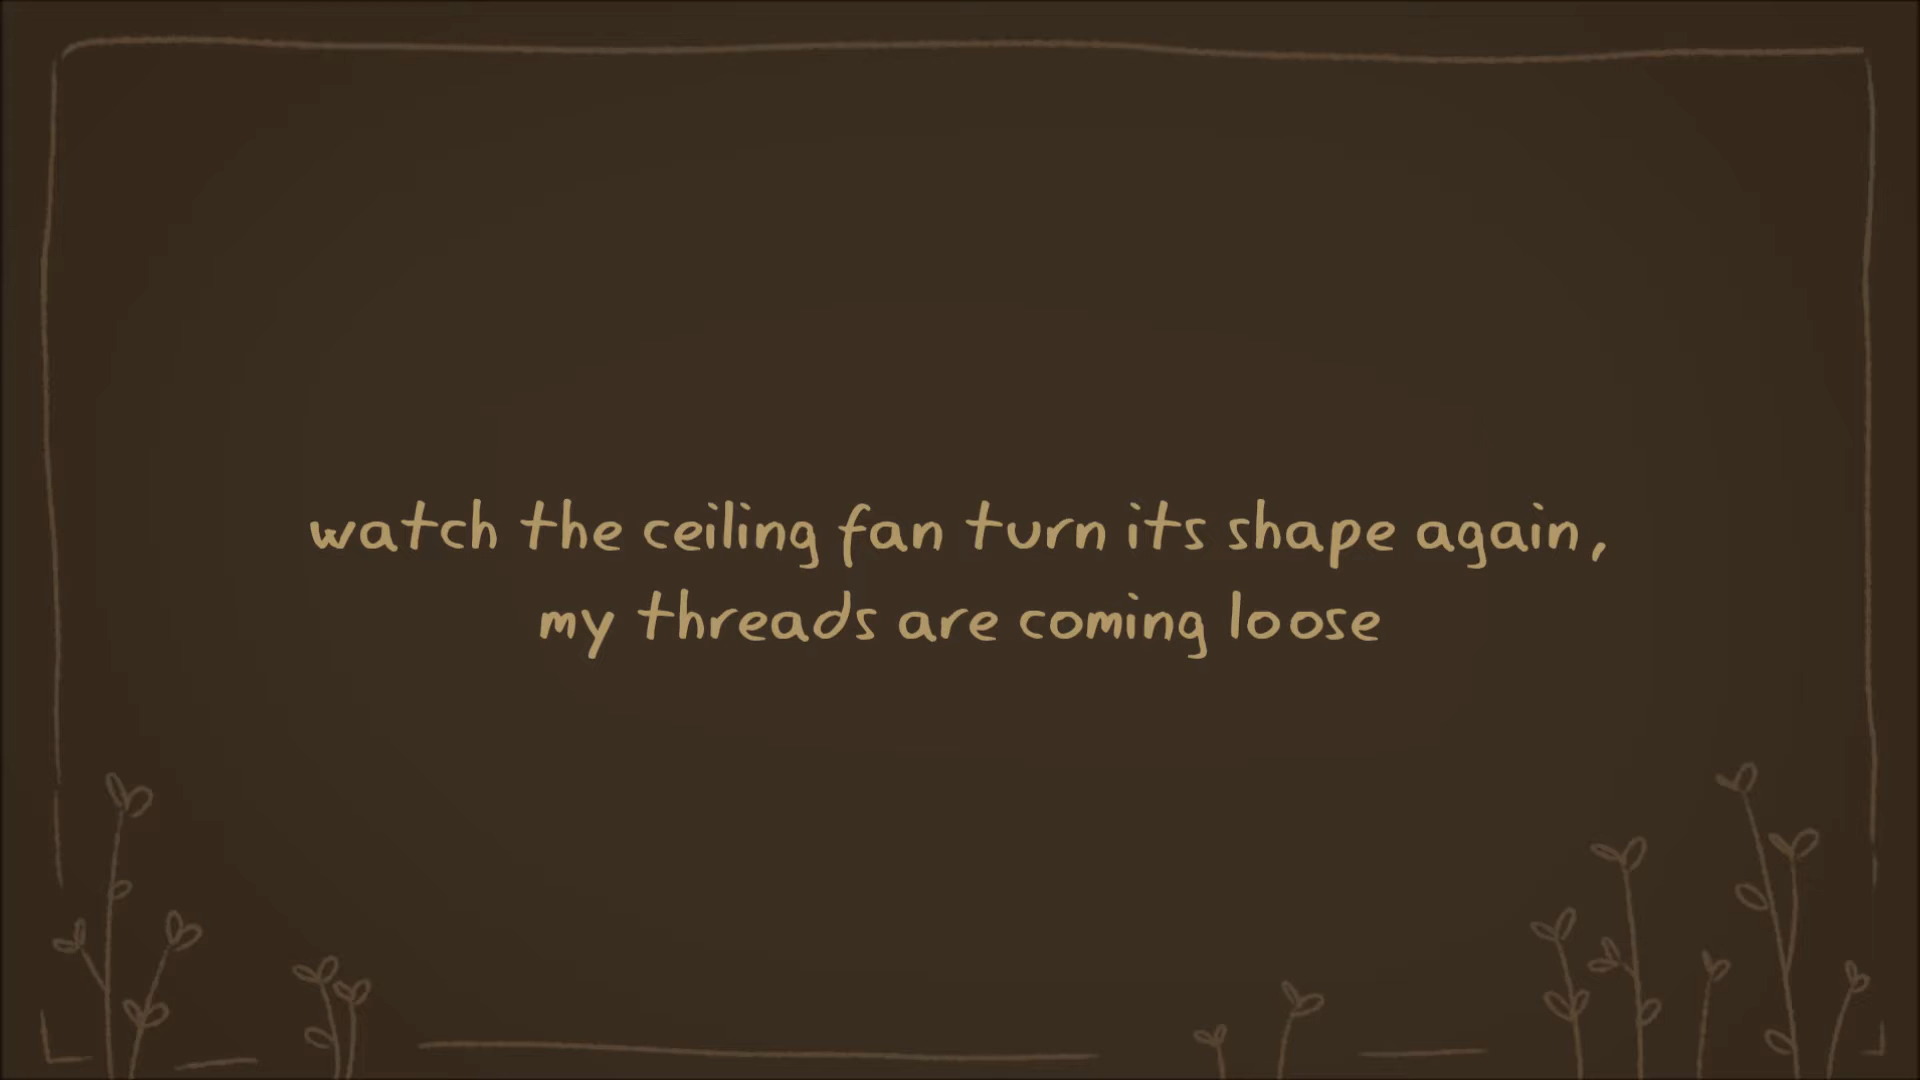 watch the ceiling fan turn its shape again,
my threads are coming loose